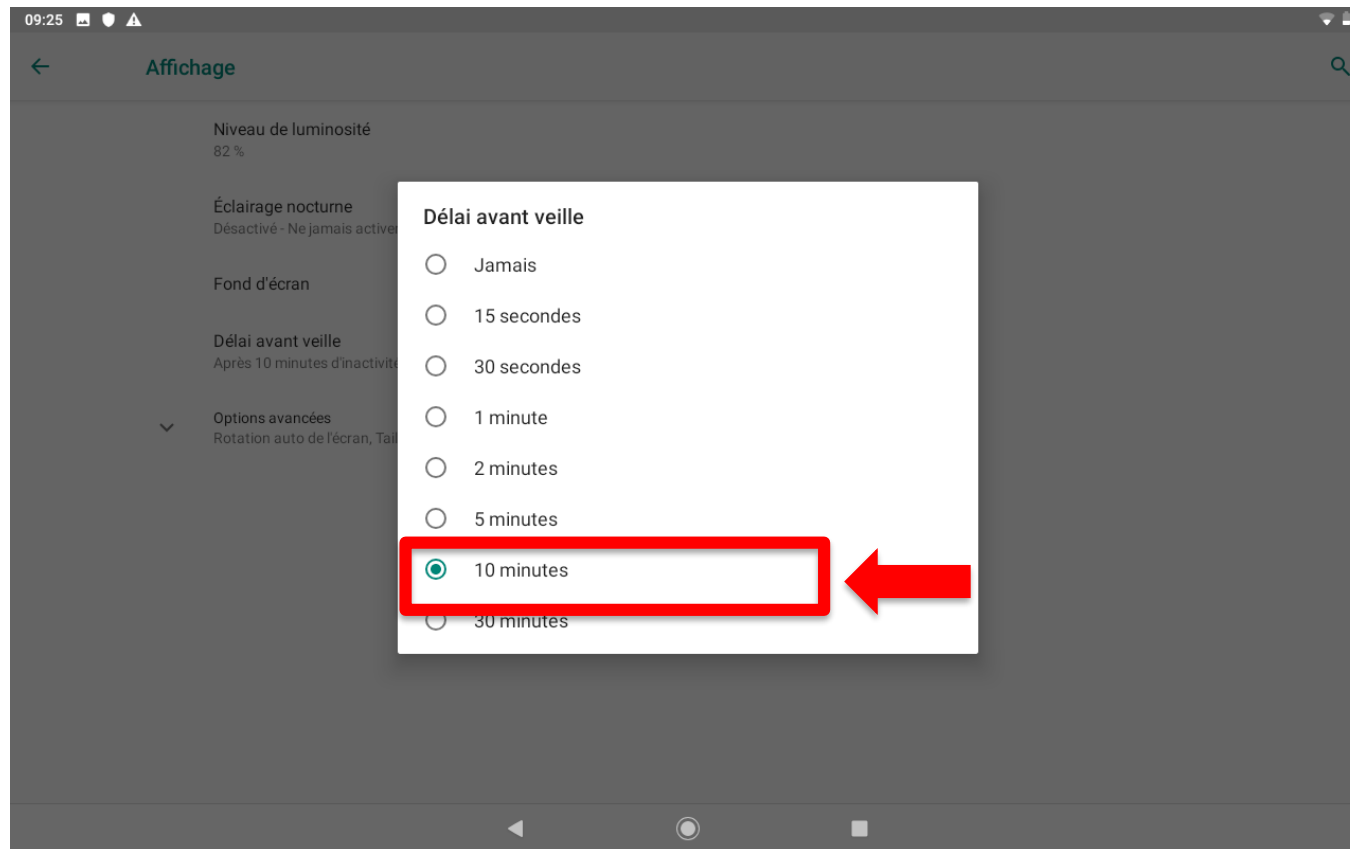 09:25
Affichage
Niveau de luminosité
82 %
Éclairage nocturne
Désactivé - Ne jamais activer
Fond d'écran
Délai avant veille
Après 10 minutes d'inactivité
Options avancées
Rotation auto de l'écran,
Délai avant veille
Jamais
15 secondes
30 secondes
1 minute
2 minutes
5 minutes
10 minutes
30 minutes